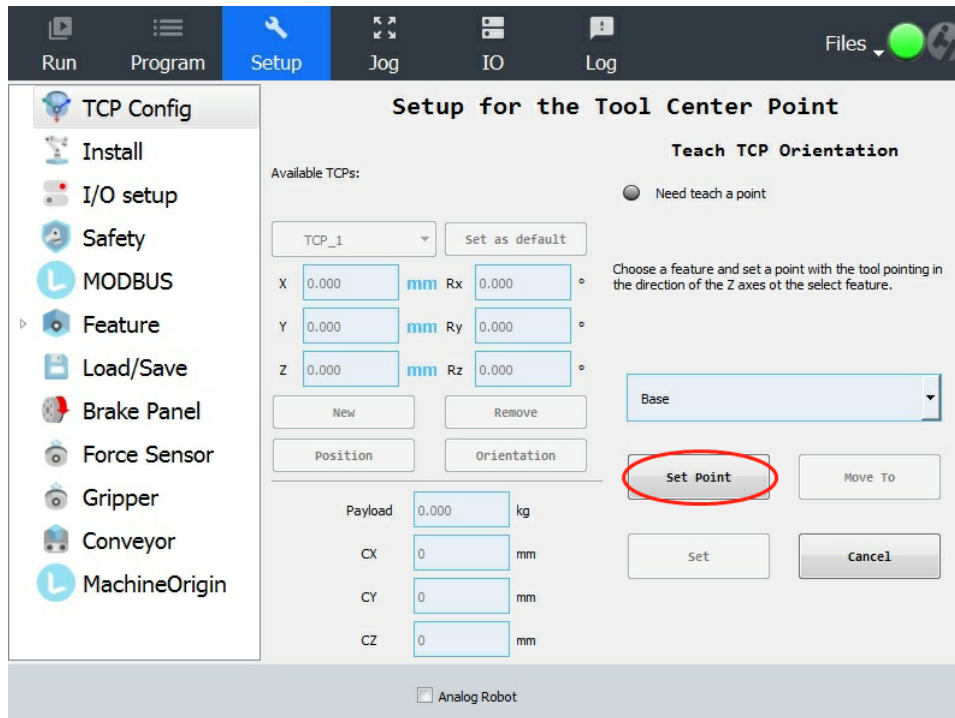 Run Program Setup Jog IO Log Files
TCP Config
Install
I/O setup
Safety
MODBUS
Feature
Load/Save
Brake Panel
Force Sensor
Gripper
Conveyor
MachineOrigin
Setup for the Tool Center Point
Available TCPs:
TCP_1 Set as default
X 0.000 mm Rx 0.000 °
Y 0.000 mm Ry 0.000 °
Z 0.000 mm Rz 0.000 °
New Remove
Position Orientation
Payload 0.000 kg
CX 0 mm
CY 0 mm
CZ 0 mm
Teach TCP Orientation
Need teach a point
Choose a feature and set a point with the tool pointing in
the direction of the Z axes ot the select feature.
Base
Set Point Move To
Set Cancel
Analog Robot